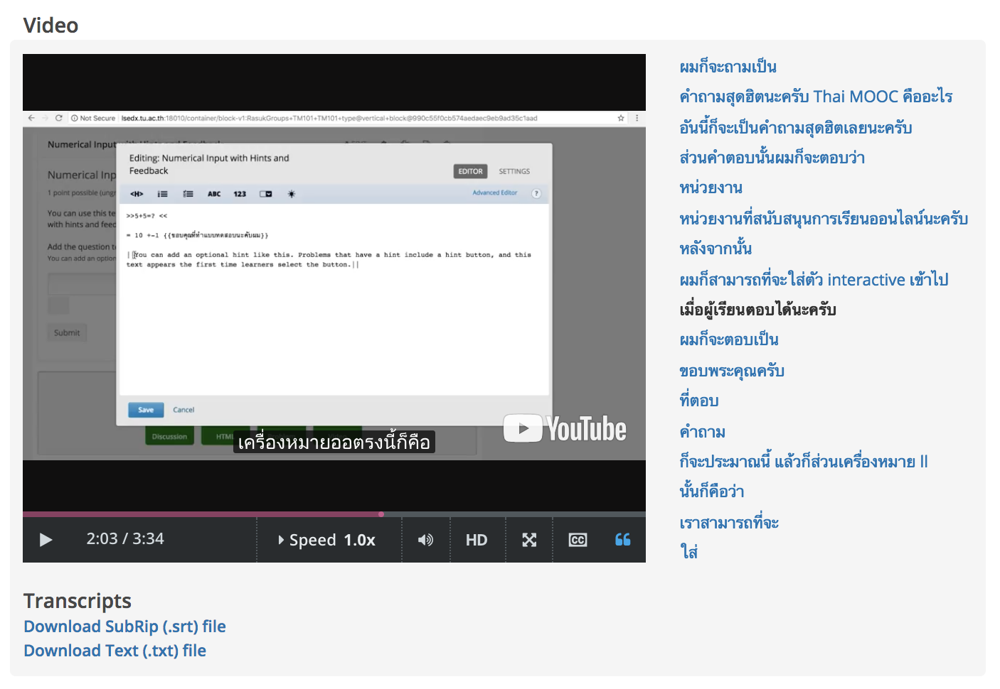 Video
Not Secure | lsedx.tu.ac.th:18010/container/block-v1:RasukGroups+TM101+TM101+type@vertical+block@990c55f0cb574aedaec9eb9ad35c1aad
Numerical Input with Hints and Feedback
Numerical Inp
1 point possible (ungr
You can use this te
with hints and feed
Add the question to
You can add an option
Submit
Editing: Numerical Input with Hints and
Feedback
EDITOR
SETTINGS
<H>
ABC
123
Advanced Editor
?
>>5+5=? <<
= 10 +-1 {{ขอบคุณที่ทำแบบทดสอบนะคับผม}}
||You can add an optional hint like this. Problems that have a hint include a hint button, and this
text appears the first time learners select the button.||
Save
Cancel
Discussion
HTML
เครื่องหมายออตรงนี้ก็คือ
YouTube
2:03 / 3:34
Speed 1.0x
HD
CC
ผมก็จะถามเป็น
คำถามสุดฮิตนะครับ Thai MOOC คืออะไร
อันนี้ก็จะเป็นคำถามสุดฮิตเลยนะครับ
ส่วนคำตอบนั้นผมก็จะตอบว่า
หน่วยงาน
หน่วยงานที่สนับสนุนการเรียนออนไลน์นะครับ
หลังจากนั้น
ผมก็สามารถที่จะใส่ตัว interactive เข้าไป
เมื่อผู้เรียนตอบได้นะครับ
ผมก็จะตอบเป็น
ขอบพระคุณครับ
ที่ตอบ
คำถาม
ก็จะประมาณนี้ แล้วก็ส่วนเครื่องหมาย ll
นั้นก็คือว่า
เราสามารถที่จะ
ใส่
Transcripts
Download SubRip (.srt) file
Download Text (.txt) file